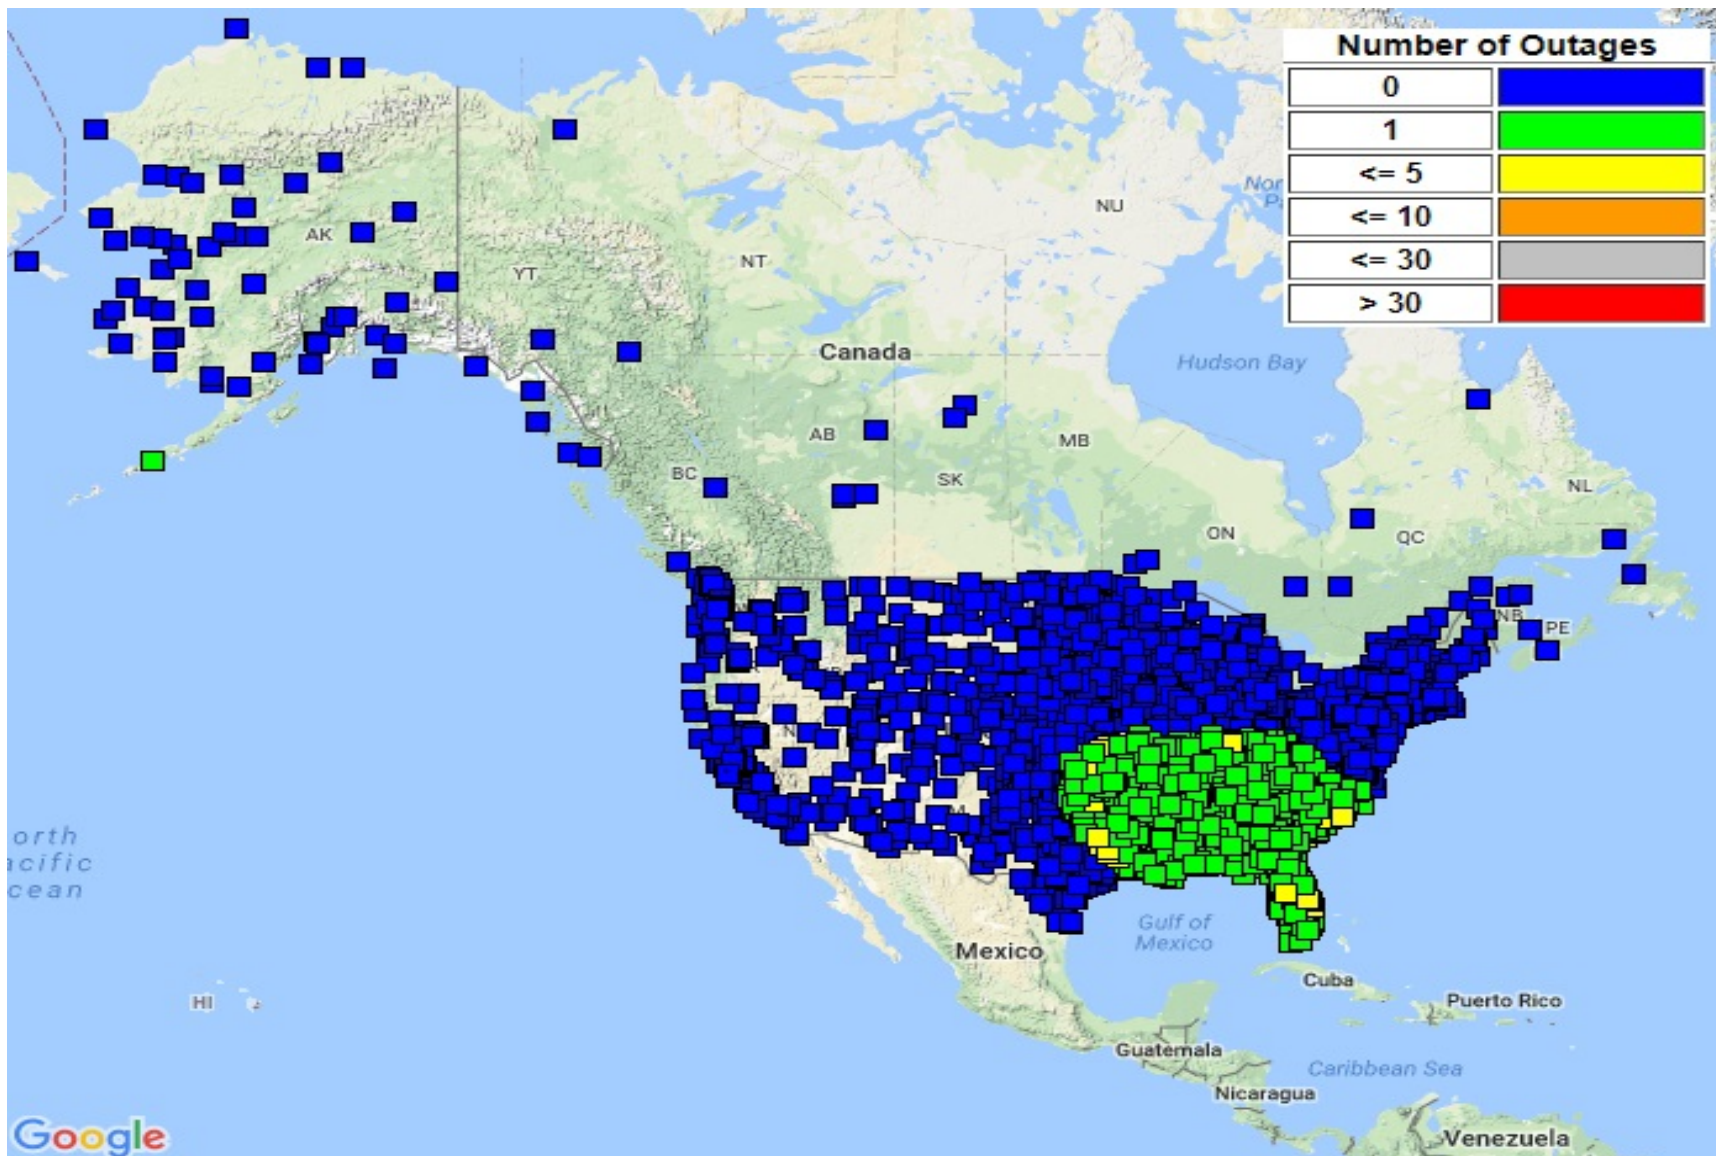 Number of Outages
0
1
<= 5
<= 10
<= 30
> 30
NU
AK
YT
NT
Canada
Hudson Bay
AB
MB
BC
SK
NL
ON
QC
NB
PE
orth
acific
cean
Gulf of
Mexico
Mexico
Cuba
HI
Puerto Rico
Guatemala
Caribbean Sea
Nicaragua
Google
Venezuela